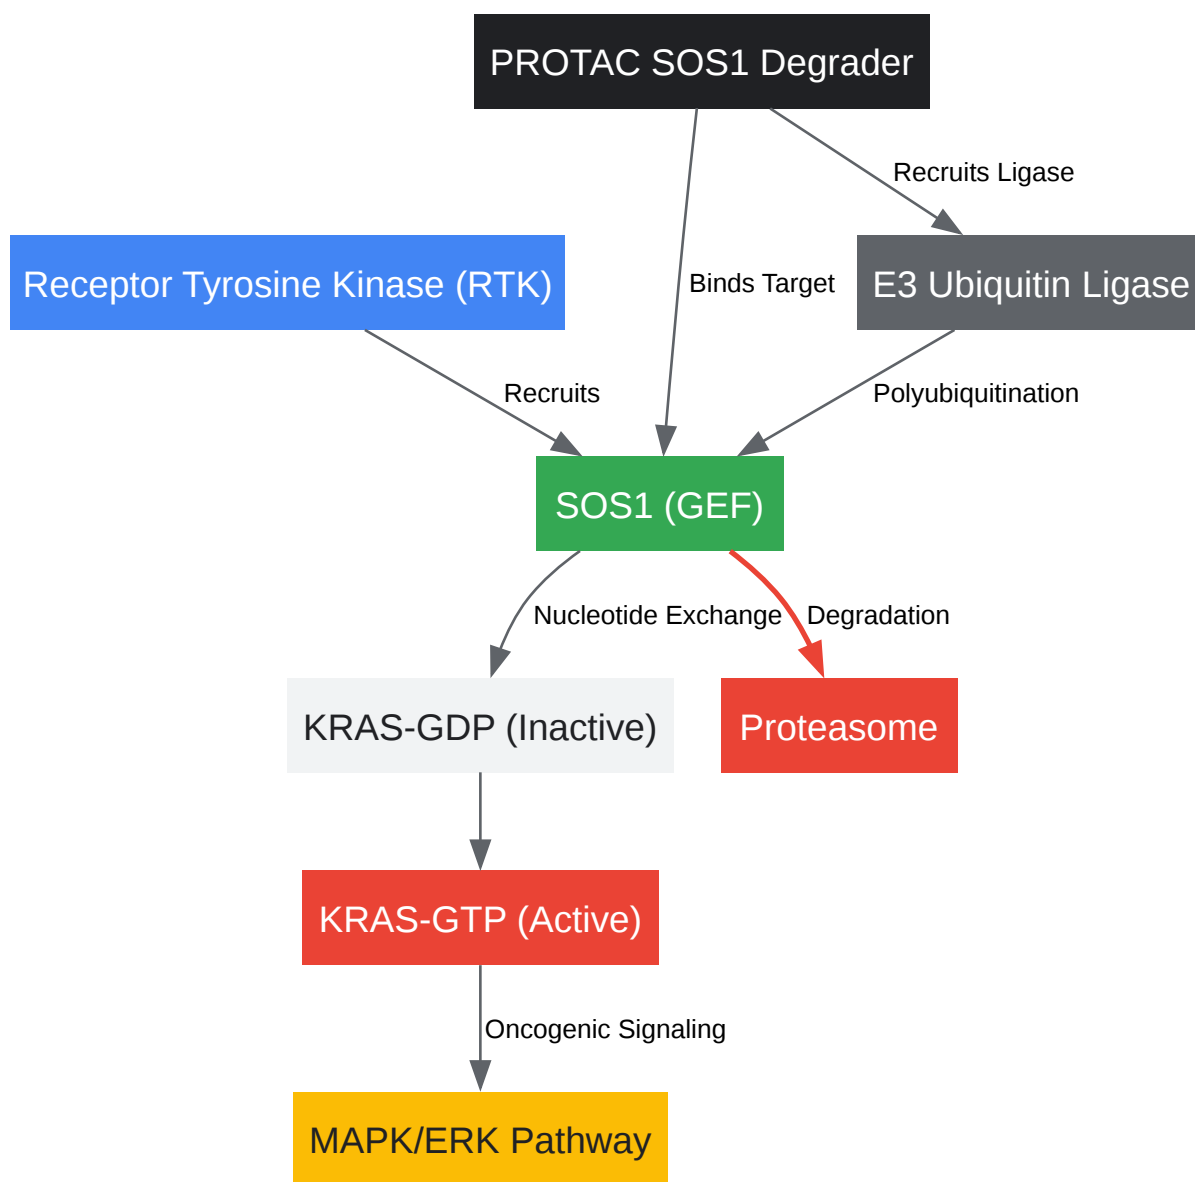 PROTAC SOS1 Degrader
Recruits Ligase
Receptor Tyrosine Kinase (RTK)
Binds Target
E3 Ubiquitin Ligase
Recruits
Polyubiquitination
SOS1 (GEF)
Nucleotide Exchange
Degradation
KRAS-GDP (Inactive)
Proteasome
KRAS-GTP (Active)
Oncogenic Signaling
MAPK/ERK Pathway